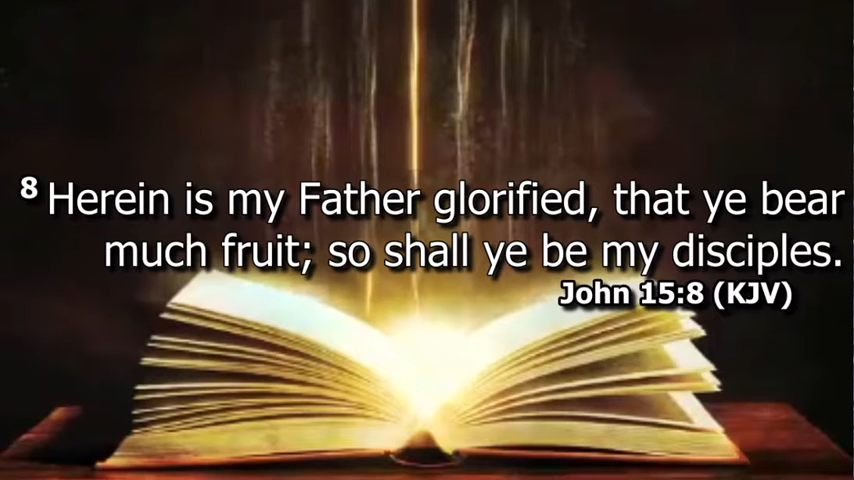 8 Herein is my Father glorified, that ye bear
much fruit; so shall ye be my disciples.
John 15:8 (KJV)